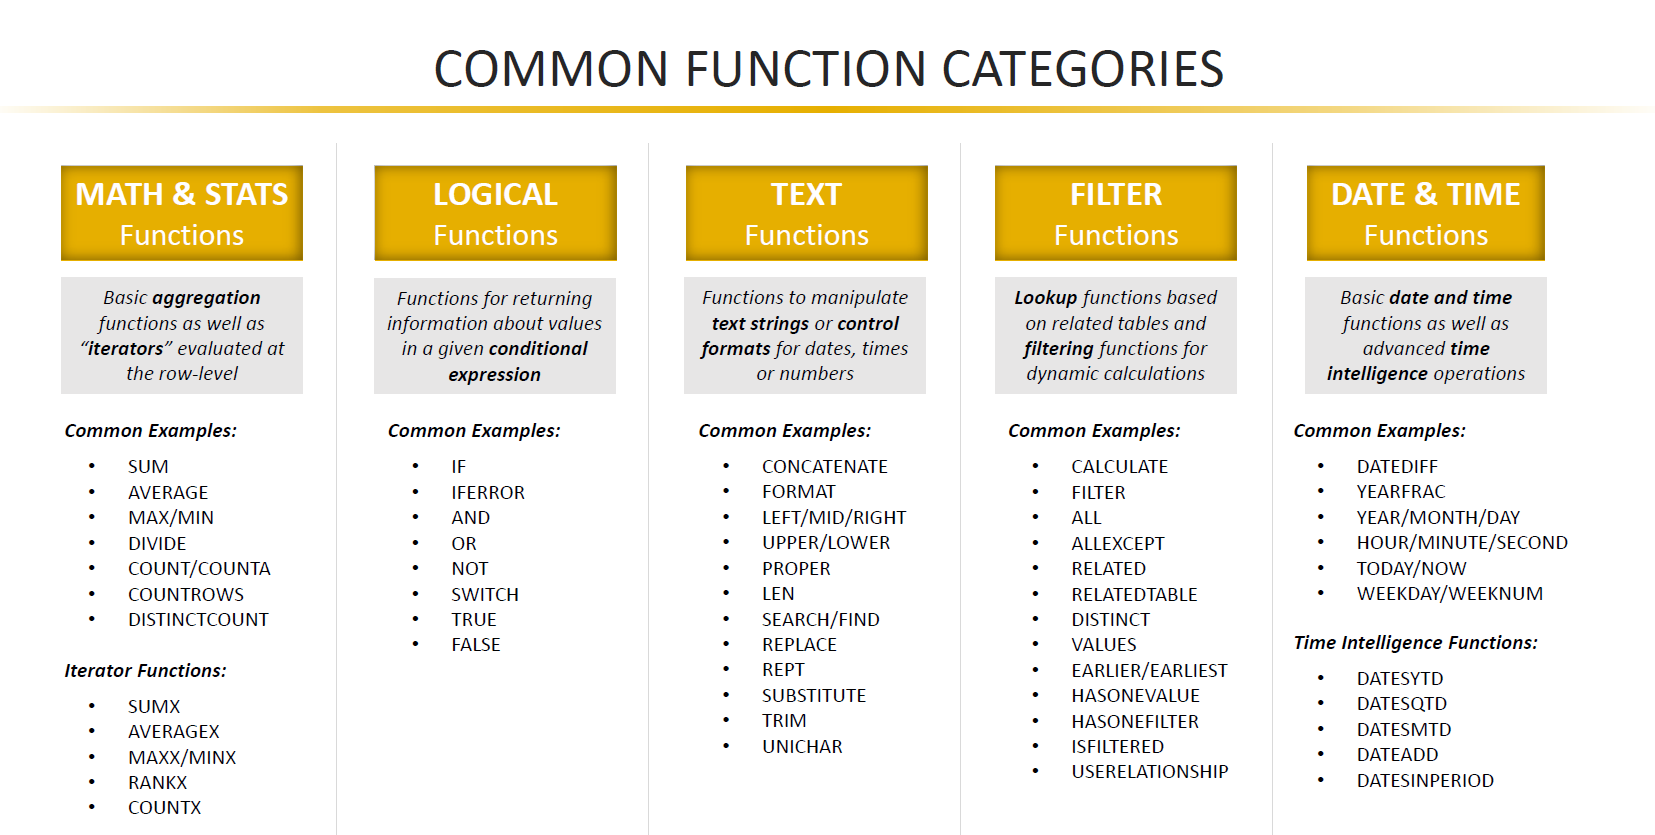 COMMON FUNCTION CATEGORIES
MATH & STATS
Functions
Basic aggregation
functions as well as
“iterators” evaluated at
the row-level
Common Examples:
• SUM
• AVERAGE
• MAX/MIN
• DIVIDE
• COUNT/COUNTA
• COUNTROWS
• DISTINCTCOUNT
Iterator Functions:
• SUMX
• AVERAGEX
• MAXX/MINX
• RANKX
• COUNTX
LOGICAL
Functions
Functions for returning
information about values
in a given conditional
expression
Common Examples:
• IF
• IFERROR
• AND
• OR
• NOT
• SWITCH
• TRUE
• FALSE
TEXT
Functions
Functions to manipulate
text strings or control
formats for dates, times
or numbers
Common Examples:
• CONCATENATE
• FORMAT
• LEFT/MID/RIGHT
• UPPER/LOWER
• PROPER
• LEN
• SEARCH/FIND
• REPLACE
• REPT
• SUBSTITUTE
• TRIM
• UNICHAR
FILTER
Functions
Lookup functions based
on related tables and
filtering functions for
dynamic calculations
Common Examples:
• CALCULATE
• FILTER
• ALL
• ALLEXCEPT
• RELATED
• RELATEDTABLE
• DISTINCT
• VALUES
• EARLIER/EARLIEST
• HASONEVALUE
• HASONEFILTER
• ISFILTERED
• USERELATIONSHIP
DATE & TIME
Functions
Basic date and time
functions as well as
advanced time
intelligence operations
Common Examples:
• DATEDIFF
• YEARFRAC
• YEAR/MONTH/DAY
• HOUR/MINUTE/SECOND
• TODAY/NOW
• WEEKDAY/WEEKNUM
Time Intelligence Functions:
• DATESYTD
• DATESQTD
• DATESMTD
• DATEADD
• DATESINPERIOD